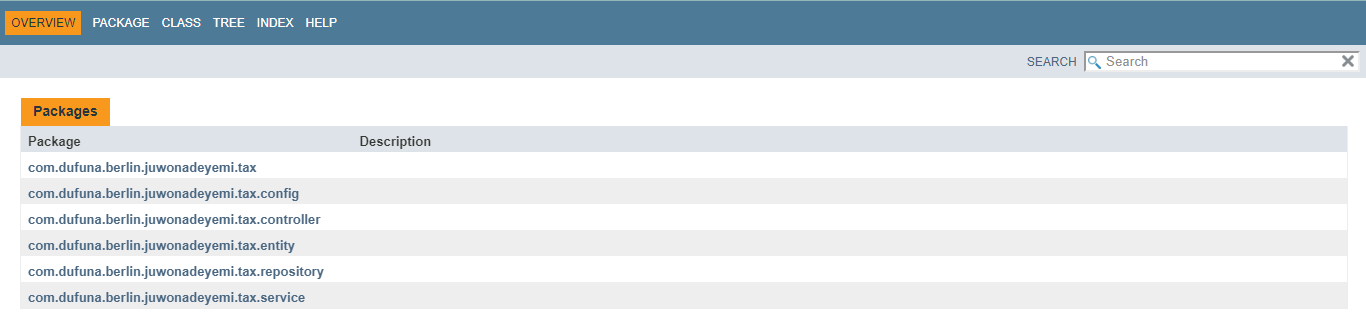 OVERVIEW PACKAGE CLASS TREE INDEX HELP
SEARCH Search
Packages
Package Description
com.dufuna.berlin.juwonadeyemi.tax
com.dufuna.berlin.juwonadeyemi.tax.config
com.dufuna.berlin.juwonadeyemi.tax.controller
com.dufuna.berlin.juwonadeyemi.tax.entity
com.dufuna.berlin.juwonadeyemi.tax.repository
com.dufuna.berlin.juwonadeyemi.tax.service